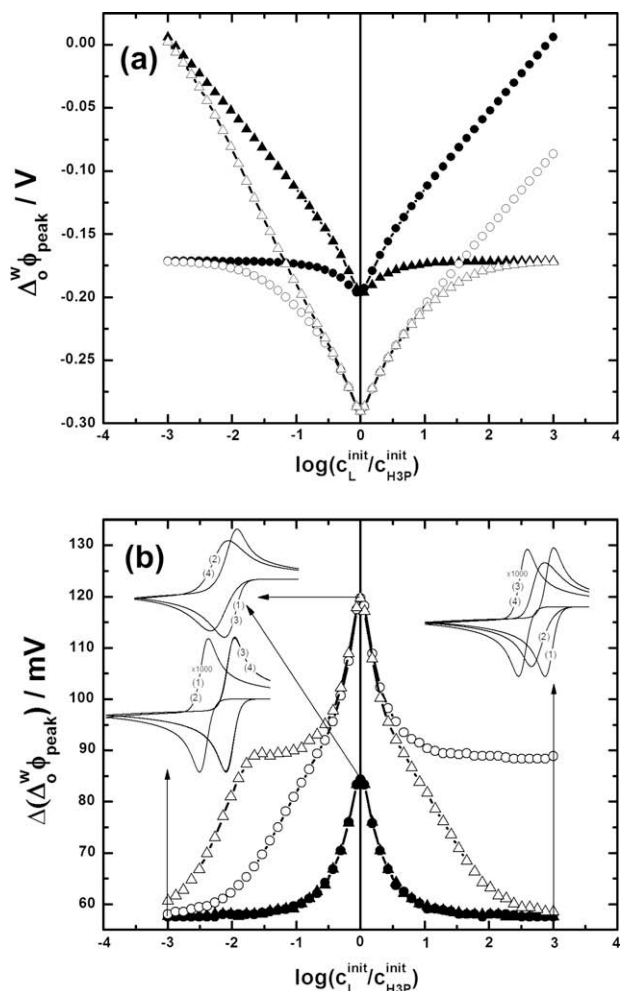 (a)
0.00
-0.05
-0.10
-0.15
-0.20
-0.25
-0.30
Δ_o^w ϕ_peak / V
-4 -3 -2 -1 0 1 2 3 4
log(c_L^init/c_H3P^init)
(b)
130
120
110
100
90
80
70
60
Δ(Δ_o^w ϕ_peak) / mV
(2)
(4)
(1)
(3)
x1000
(1)
(2)
(3)
(4)
x1000
(3)
(4)
(2)
(1)
-4 -3 -2 -1 0 1 2 3 4
log(c_L^init/c_H3P^init)